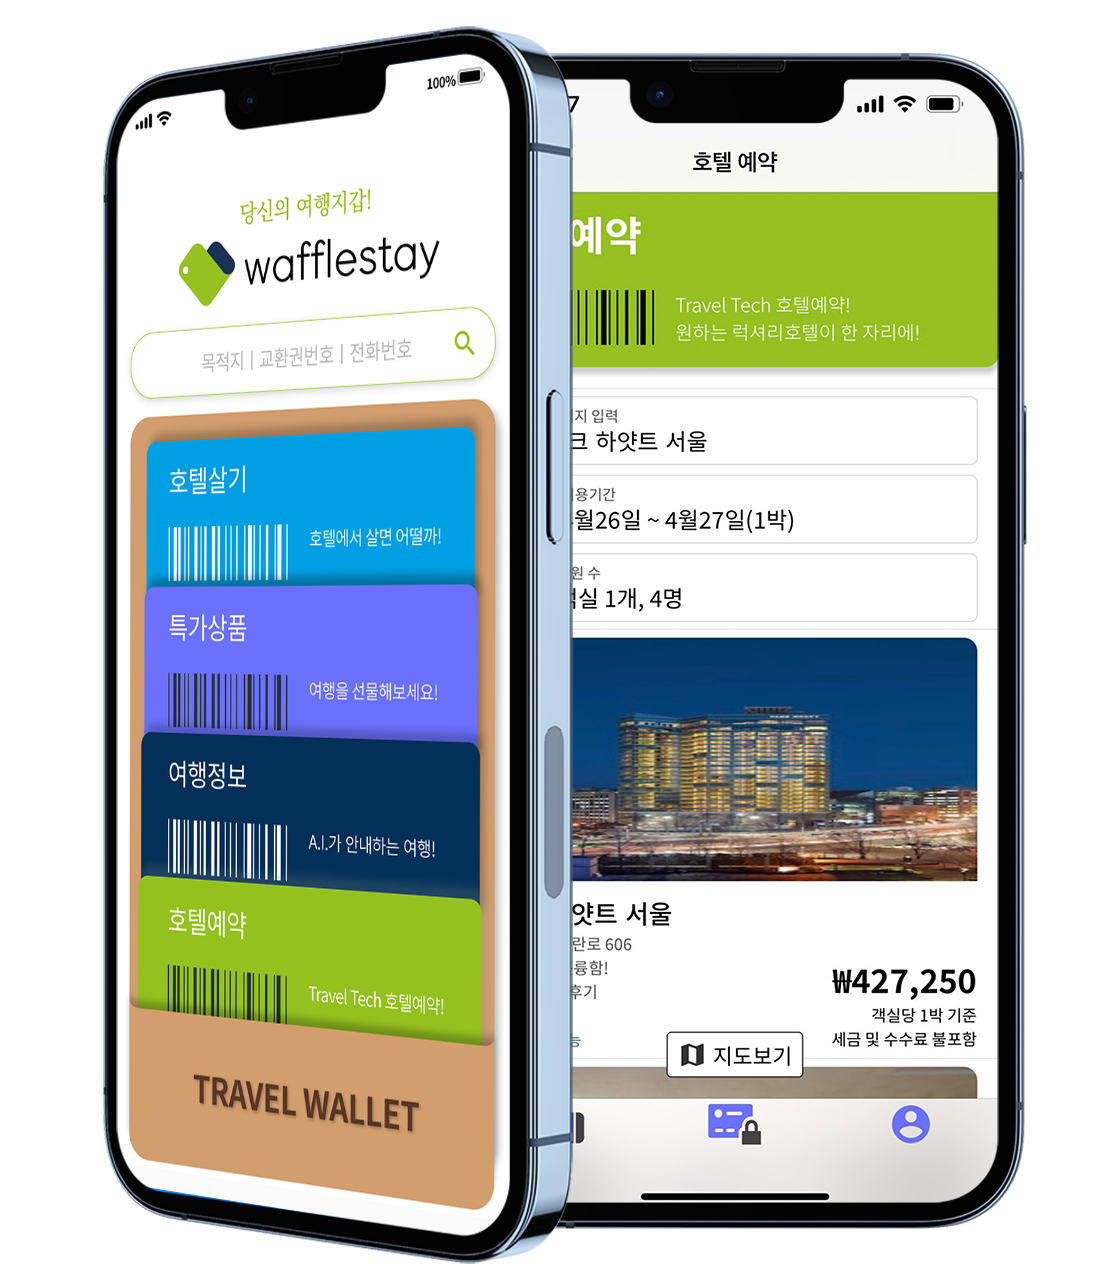 100%
당신의 여행지갑!
wafflestay
목적지 | 교환권번호 | 전화번호
호텔살기
호텔에서 살면 어떨까!
특가상품
여행을 선물해보세요!
여행정보
A.I.가 안내하는 여행!
호텔예약
Travel Tech 호텔예약!
TRAVEL WALLET
7
호텔 예약
예약
Travel Tech 호텔예약!
원하는 럭셔리호텔이 한 자리에!
지 입력
크 하얏트 서울
용기간
월26일 ~ 4월27일(1박)
원 수
실 1개, 4명
얏트 서울
란로 606
륭함!
후기
능
₩427,250
객실당 1박 기준
세금 및 수수료 불포함
지도보기